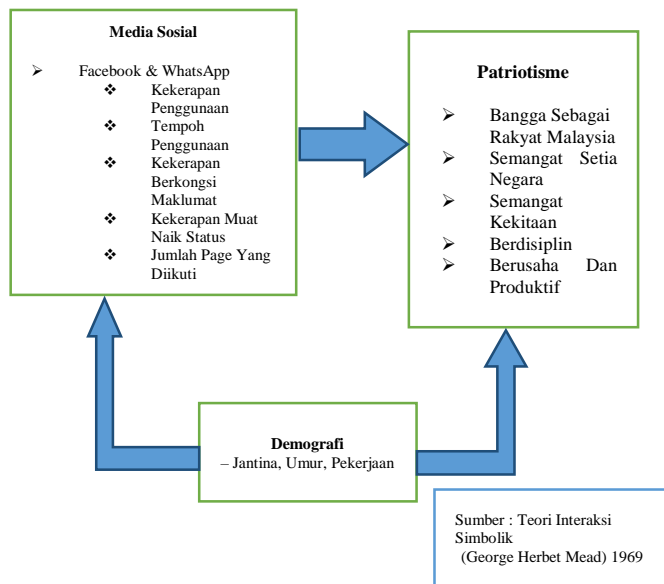 Media Sosial
➢ Facebook & WhatsApp
❖ Kekerapan
Penggunaan
❖ Tempoh
Penggunaan
❖ Kekerapan
Berkongsi
Maklumat
❖ Kekerapan Muat
Naik Status
❖ Jumlah Page Yang
Diikuti
Patriotisme
➢ Bangga Sebagai
Rakyat Malaysia
➢ Semangat Setia
Negara
➢ Semangat
Kekitaan
➢ Berdisiplin
➢ Berusaha Dan
Produktif
Demografi
– Jantina, Umur, Pekerjaan
Sumber : Teori Interaksi
Simbolik
(George Herbet Mead) 1969